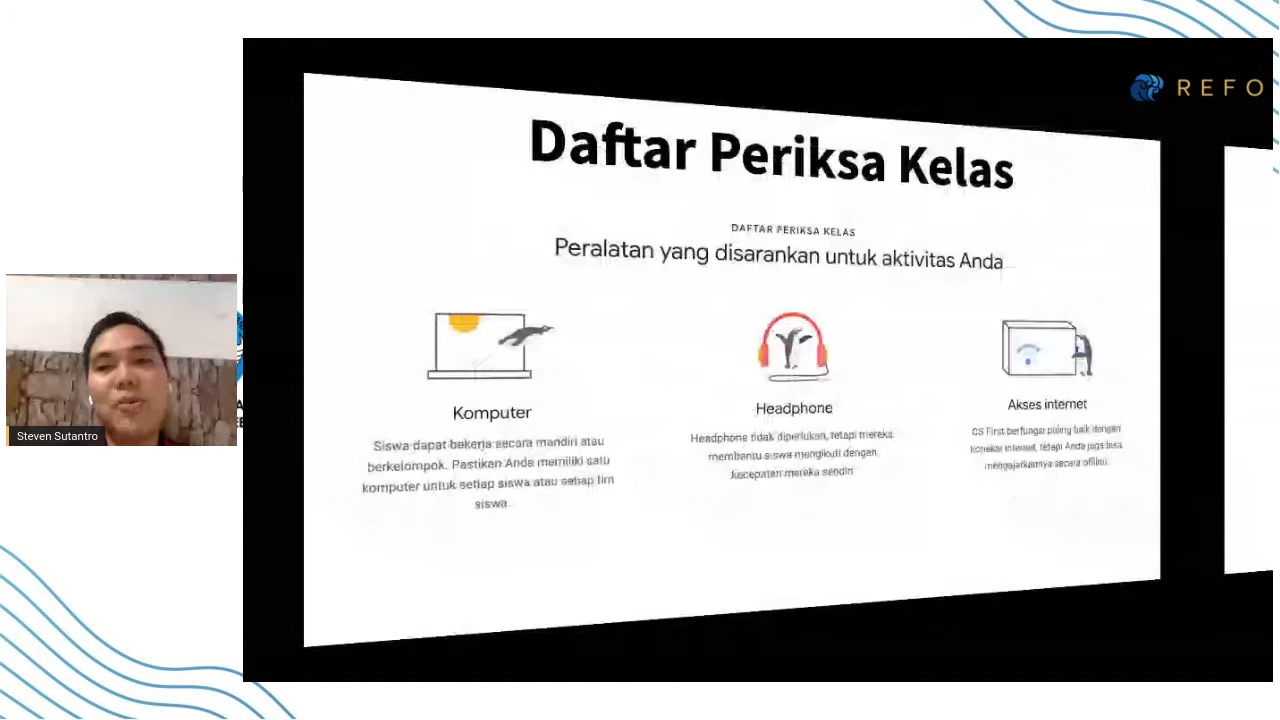 REFO
Daftar Periksa Kelas
DAFTAR PERIKSA KELAS
Peralatan yang disarankan untuk aktivitas Anda
Komputer
Siswa dapat bekerja secara mandiri atau
berkelompok. Pastikan Anda memiliki satu
komputer untuk setiap siswa atau setiap tim
siswa.
Headphone
Headphone tidak diperlukan, tetapi mereka
membantu siswa mengikuti dengan
kecepatan mereka sendiri
Akses internet
CS First berfungsi paling baik dengan
koneksi internet, tetapi Anda juga bisa
mengajarkannya secara offline.
Steven Sutantro